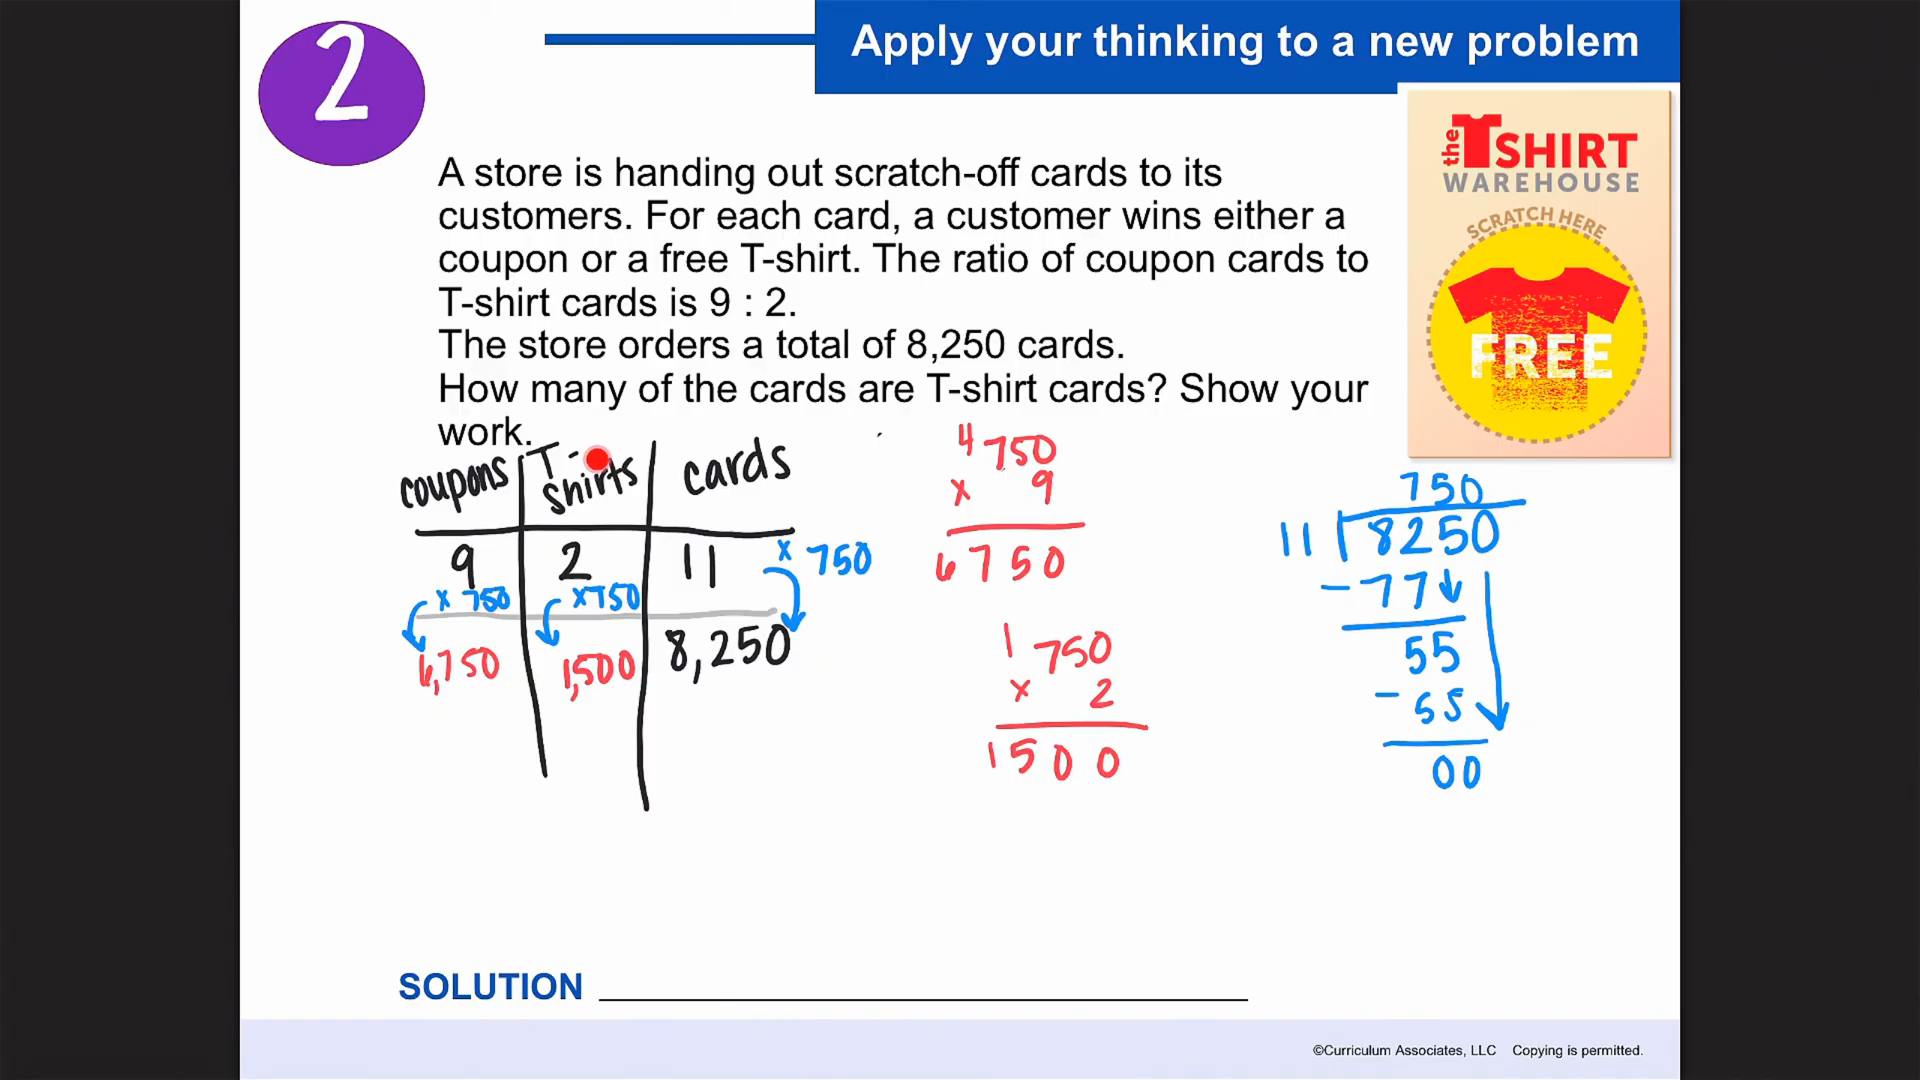 2
Apply your thinking to a new problem
the TSHIRT
WAREHOUSE
SCRATCH HERE
FREE
A store is handing out scratch-off cards to its
customers. For each card, a customer wins either a
coupon or a free T-shirt. The ratio of coupon cards to
T-shirt cards is 9 : 2.
The store orders a total of 8,250 cards.
How many of the cards are T-shirt cards? Show your
work.
coupons T-shirts cards
9 2 11 x 750
x 750 x750
6,750 1,500 8,250
4
750
x 9
6750
1
750
x 2
1500
750
11 8250
- 77
55
- 55
00
SOLUTION
©Curriculum Associates, LLC Copying is permitted.